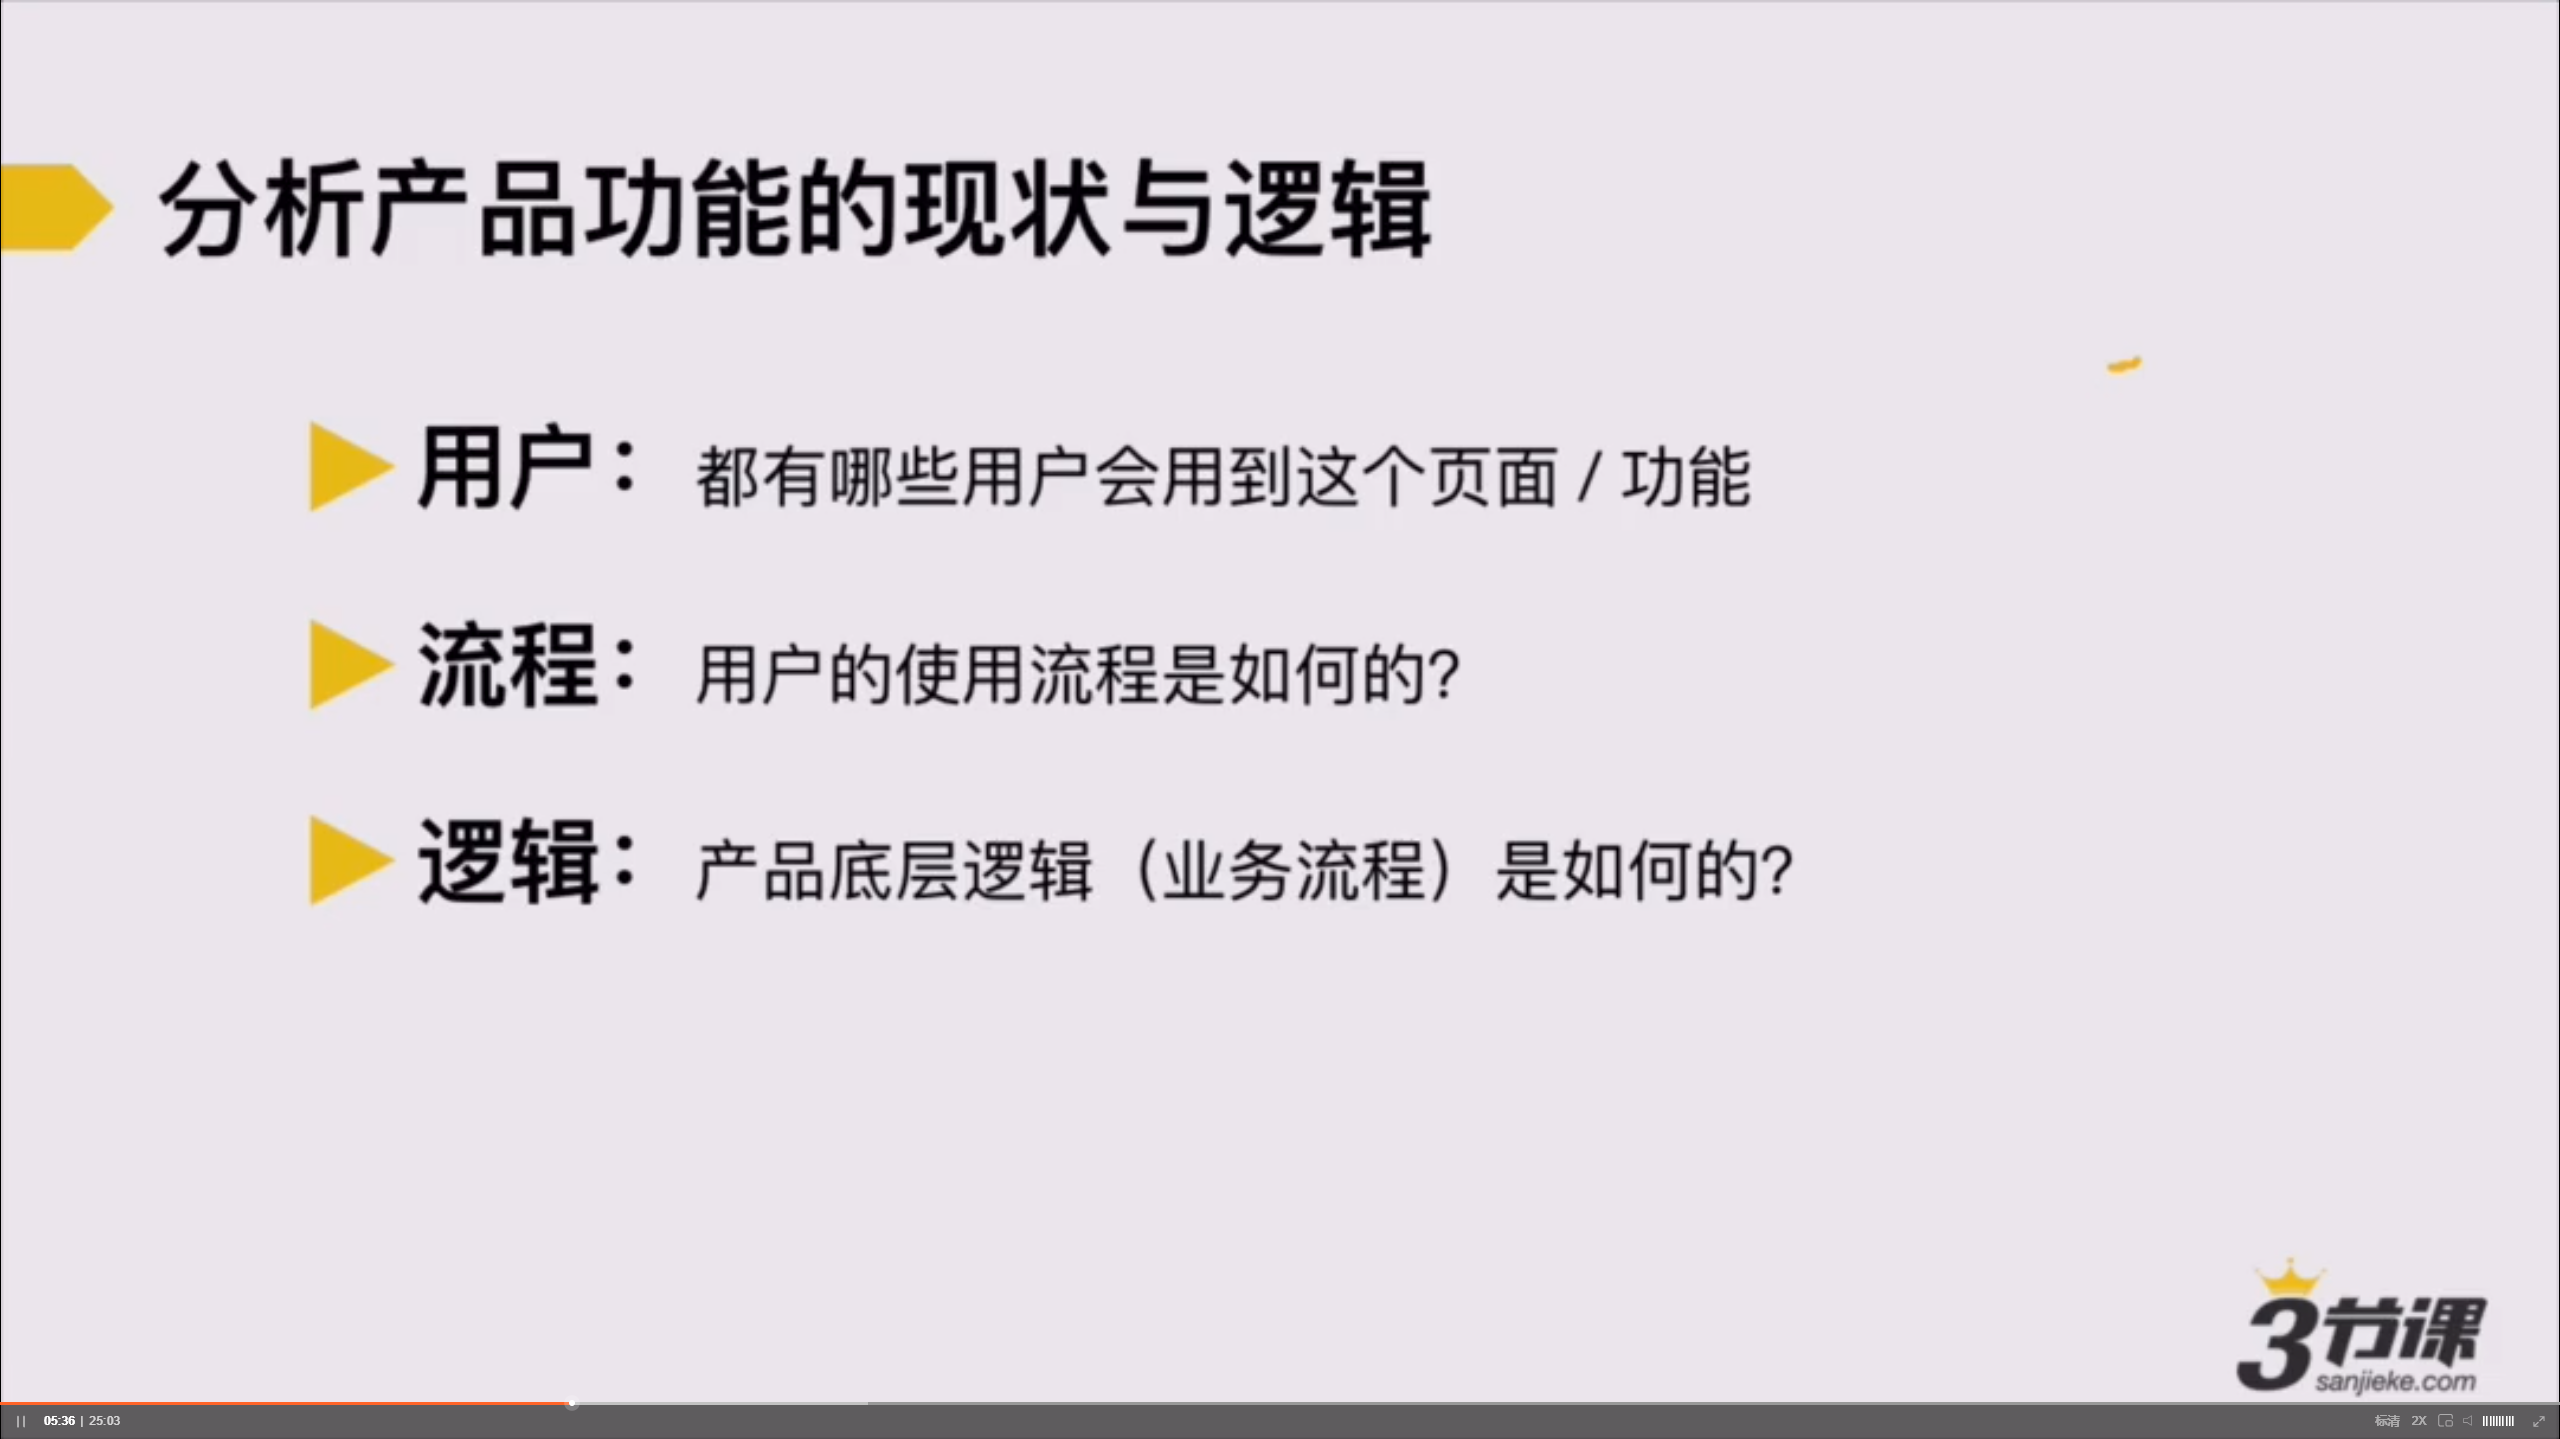 分析产品功能的现状与逻辑
用户：都有哪些用户会用到这个页面 / 功能
流程：用户的使用流程是如何的?
逻辑：产品底层逻辑（业务流程）是如何的?
3节课
sanjieke.com
05:36 | 25:03
标清 2X